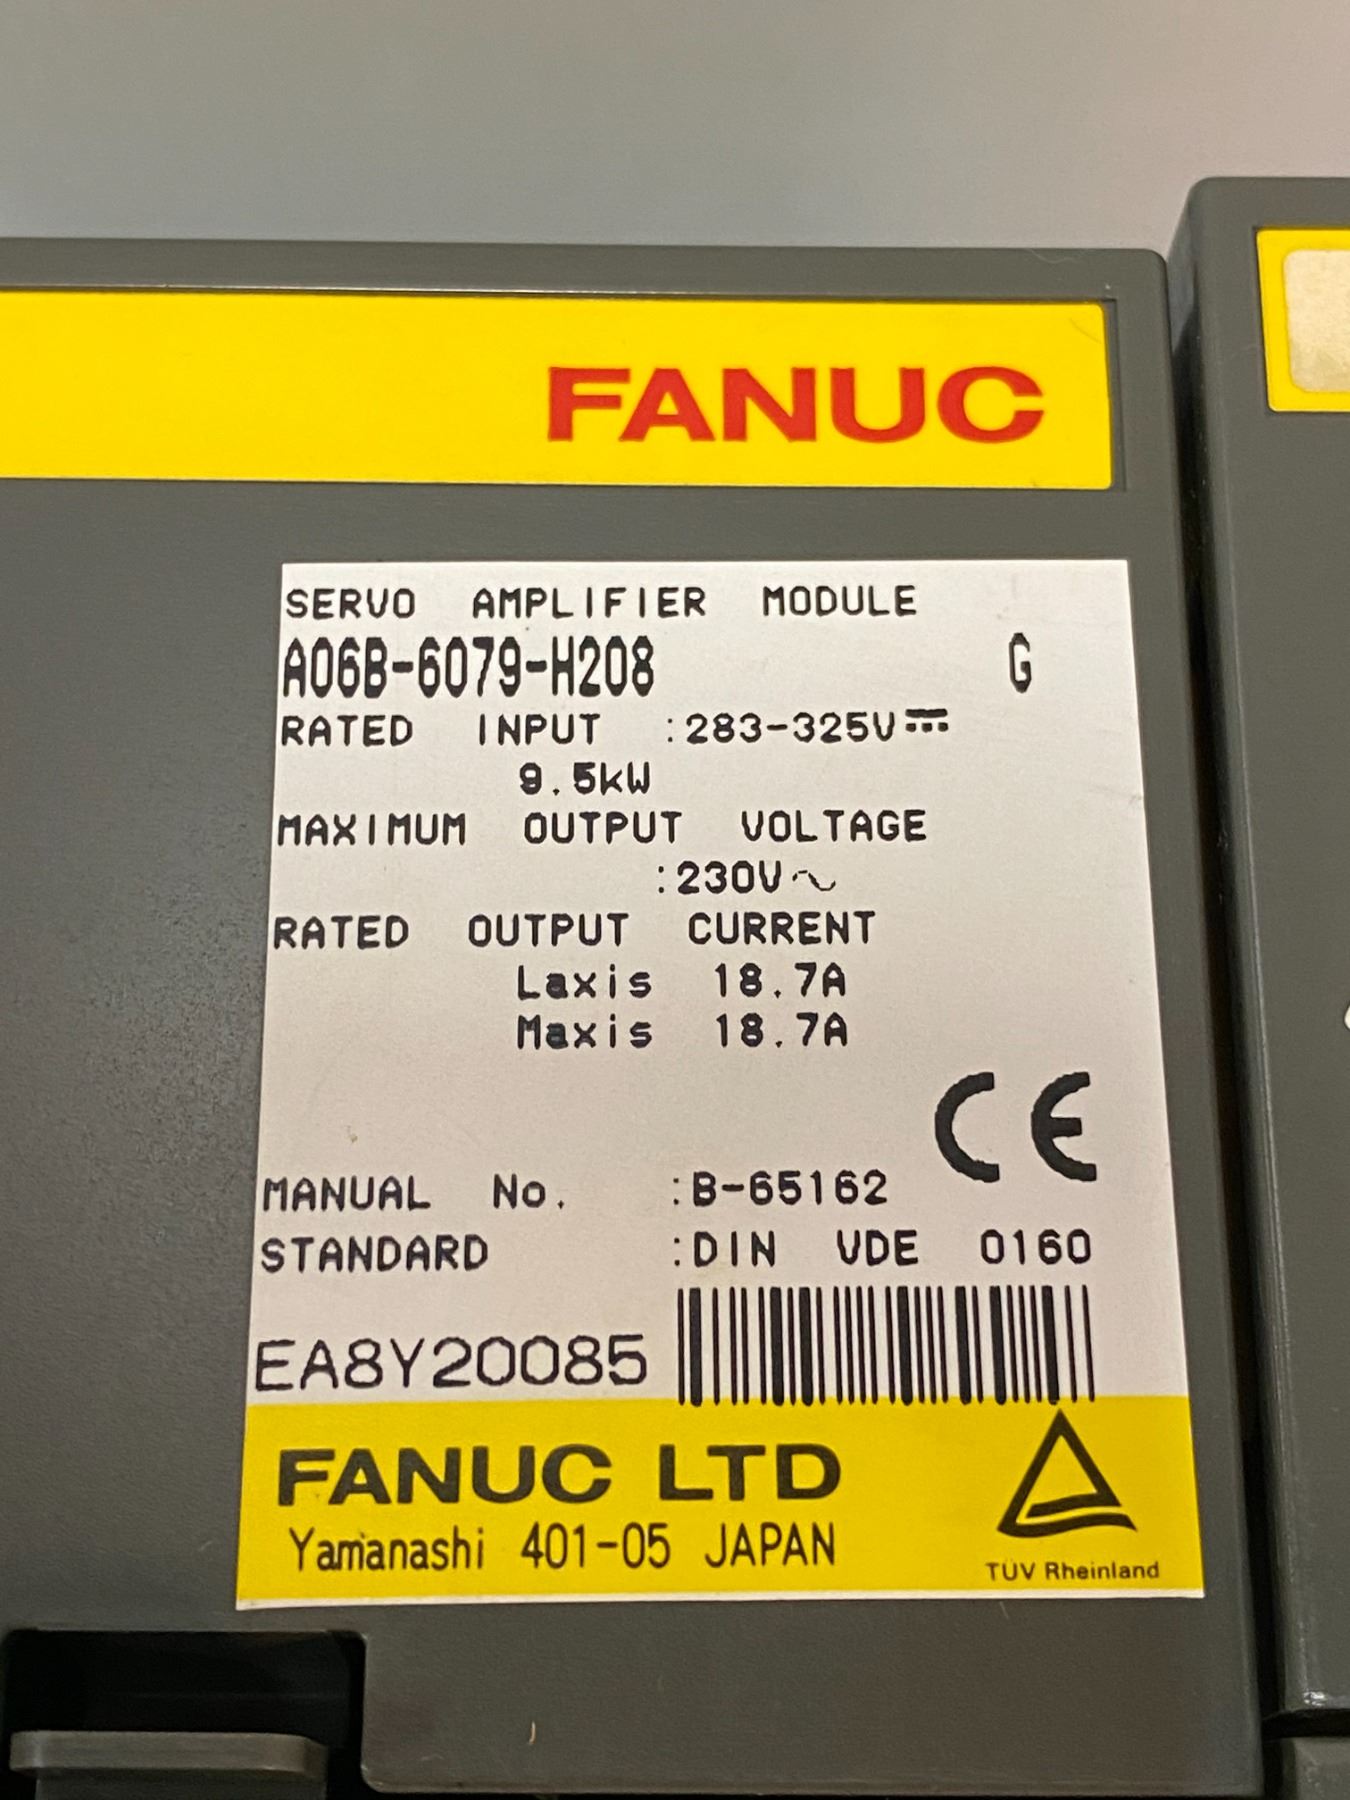 FANUC
SERVO AMPLIFIER MODULE
A06B-6079-H208 G
RATED INPUT :283-325V⎓
9.5kW
MAXIMUM OUTPUT VOLTAGE
:230V~
RATED OUTPUT CURRENT
Laxis 18.7A
Maxis 18.7A
CE
MANUAL No. :B-65162
STANDARD :DIN VDE 0160
EA8Y20085
FANUC LTD
Yamanashi 401-05 JAPAN
TÜV Rheinland